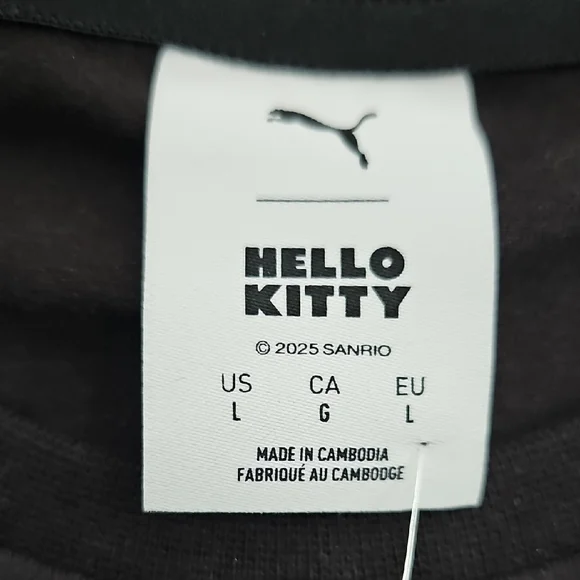 HELLO
KITTY
© 2025 SANRIO
US CA EU
L G L
MADE IN CAMBODIA
FABRIQUÉ AU CAMBODGE